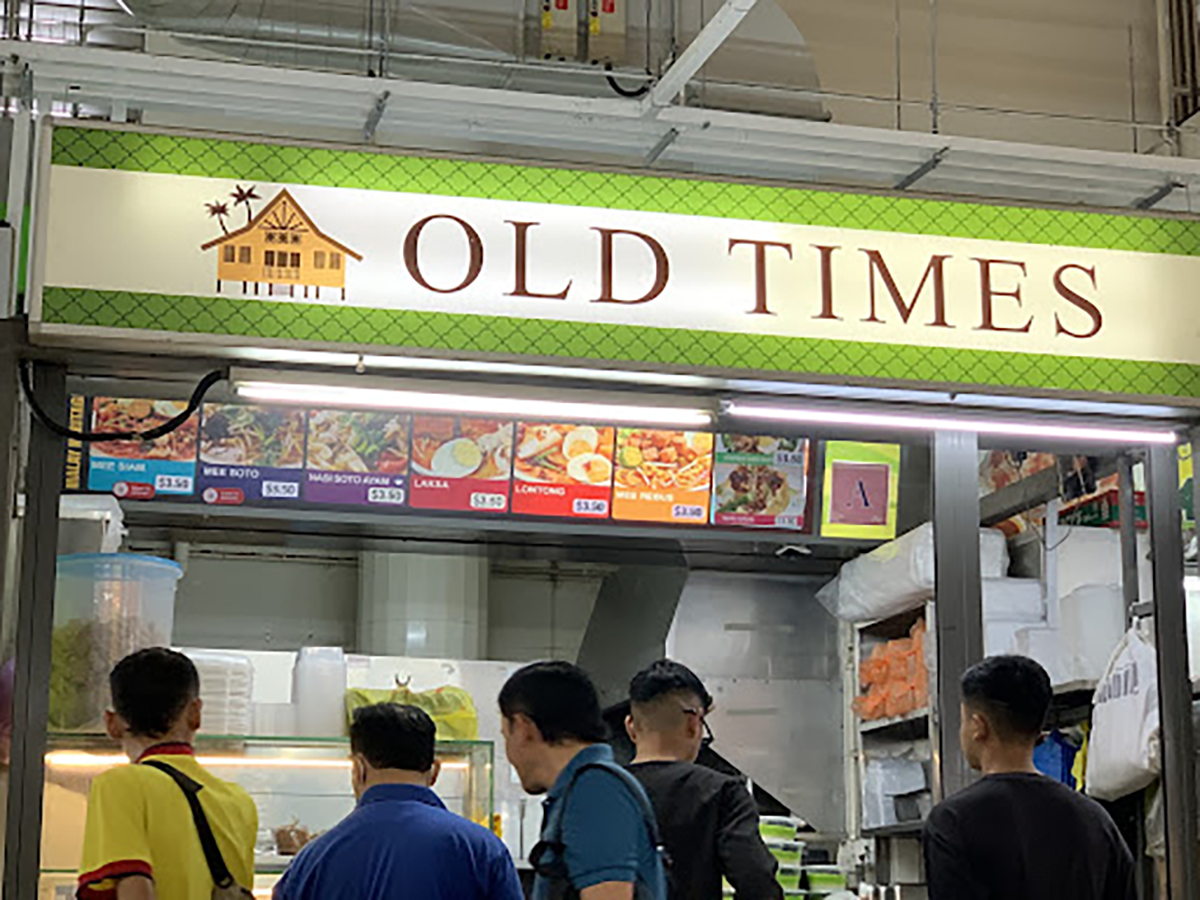 OLD TIMES
MEE SIAM
$3.50
MEE SOTO
$3.50
NASI SOTO AYAM
$3.50
LAKSA
$3.50
LONTONG
$3.50
MEE REBUS
$3.50
A